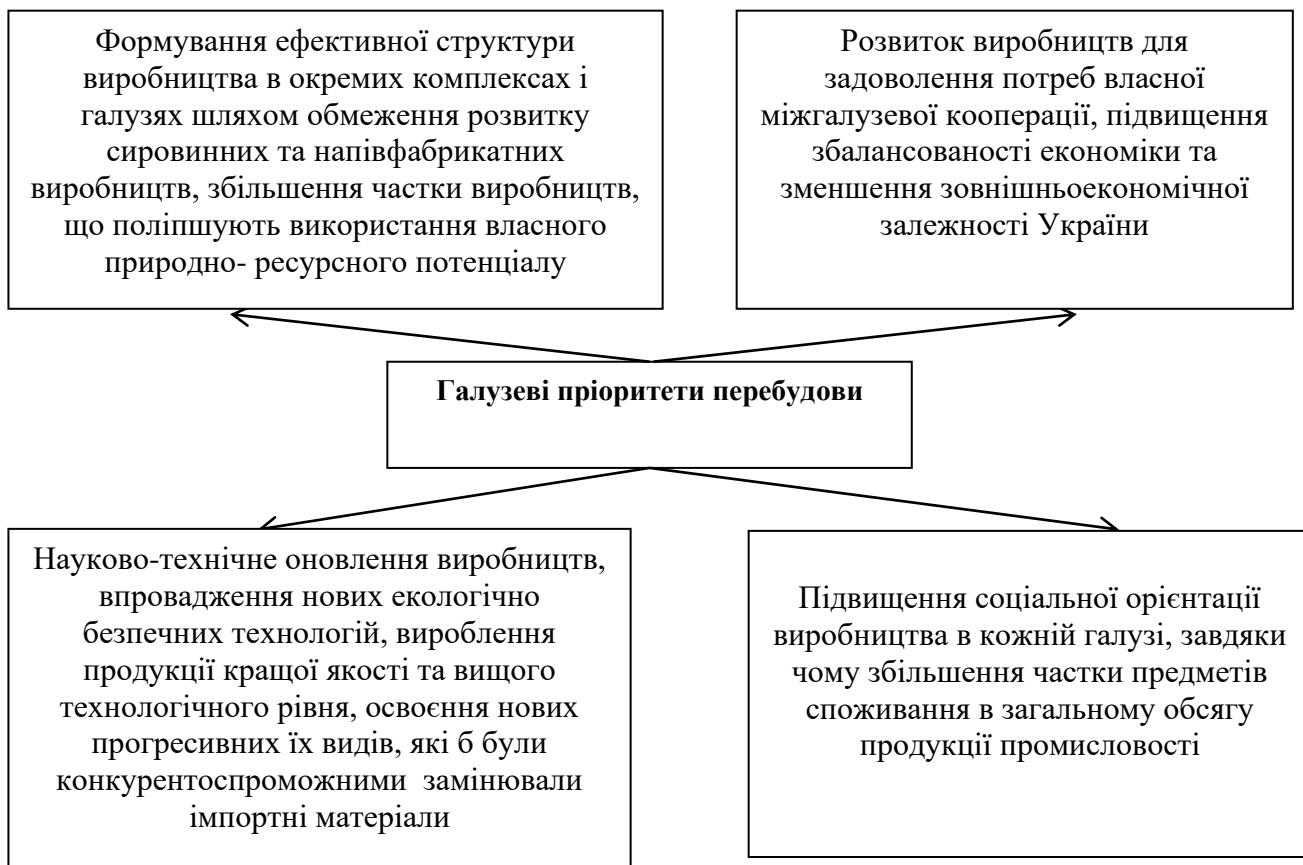 Формування ефективної структури
виробництва в окремих комплексах і
галузях шляхом обмеження розвитку
сировинних та напівфабрикатних
виробництв, збільшення частки виробництв,
що поліпшують використання власного
природно- ресурсного потенціалу
Розвиток виробництв для
задоволення потреб власної
міжгалузевої кооперації, підвищення
збалансованості економіки та
зменшення зовнішньоекономічної
залежності України
Галузеві пріоритети перебудови
Науково-технічне оновлення виробництв,
впровадження нових екологічно
безпечних технологій, вироблення
продукції кращої якості та вищого
технологічного рівня, освоєння нових
прогресивних їх видів, які б були
конкурентоспроможними  замінювали
імпортні матеріали
Підвищення соціальної орієнтації
виробництва в кожній галузі, завдяки
чому збільшення частки предметів
споживання в загальному обсягу
продукції промисловості